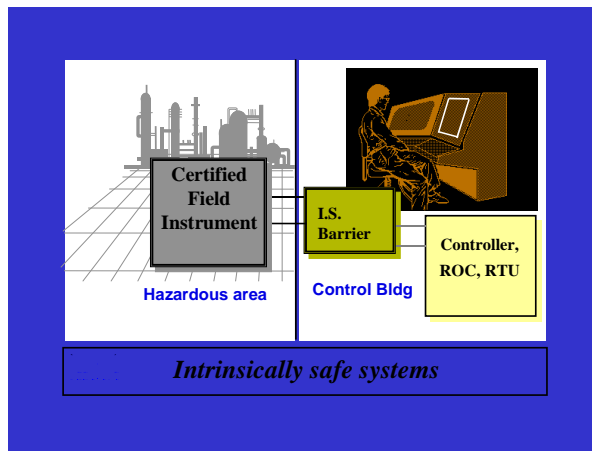 Certified
Field
Instrument
I.S.
Barrier
Controller,
ROC, RTU
Hazardous area
Control Bldg
Intrinsically safe systems